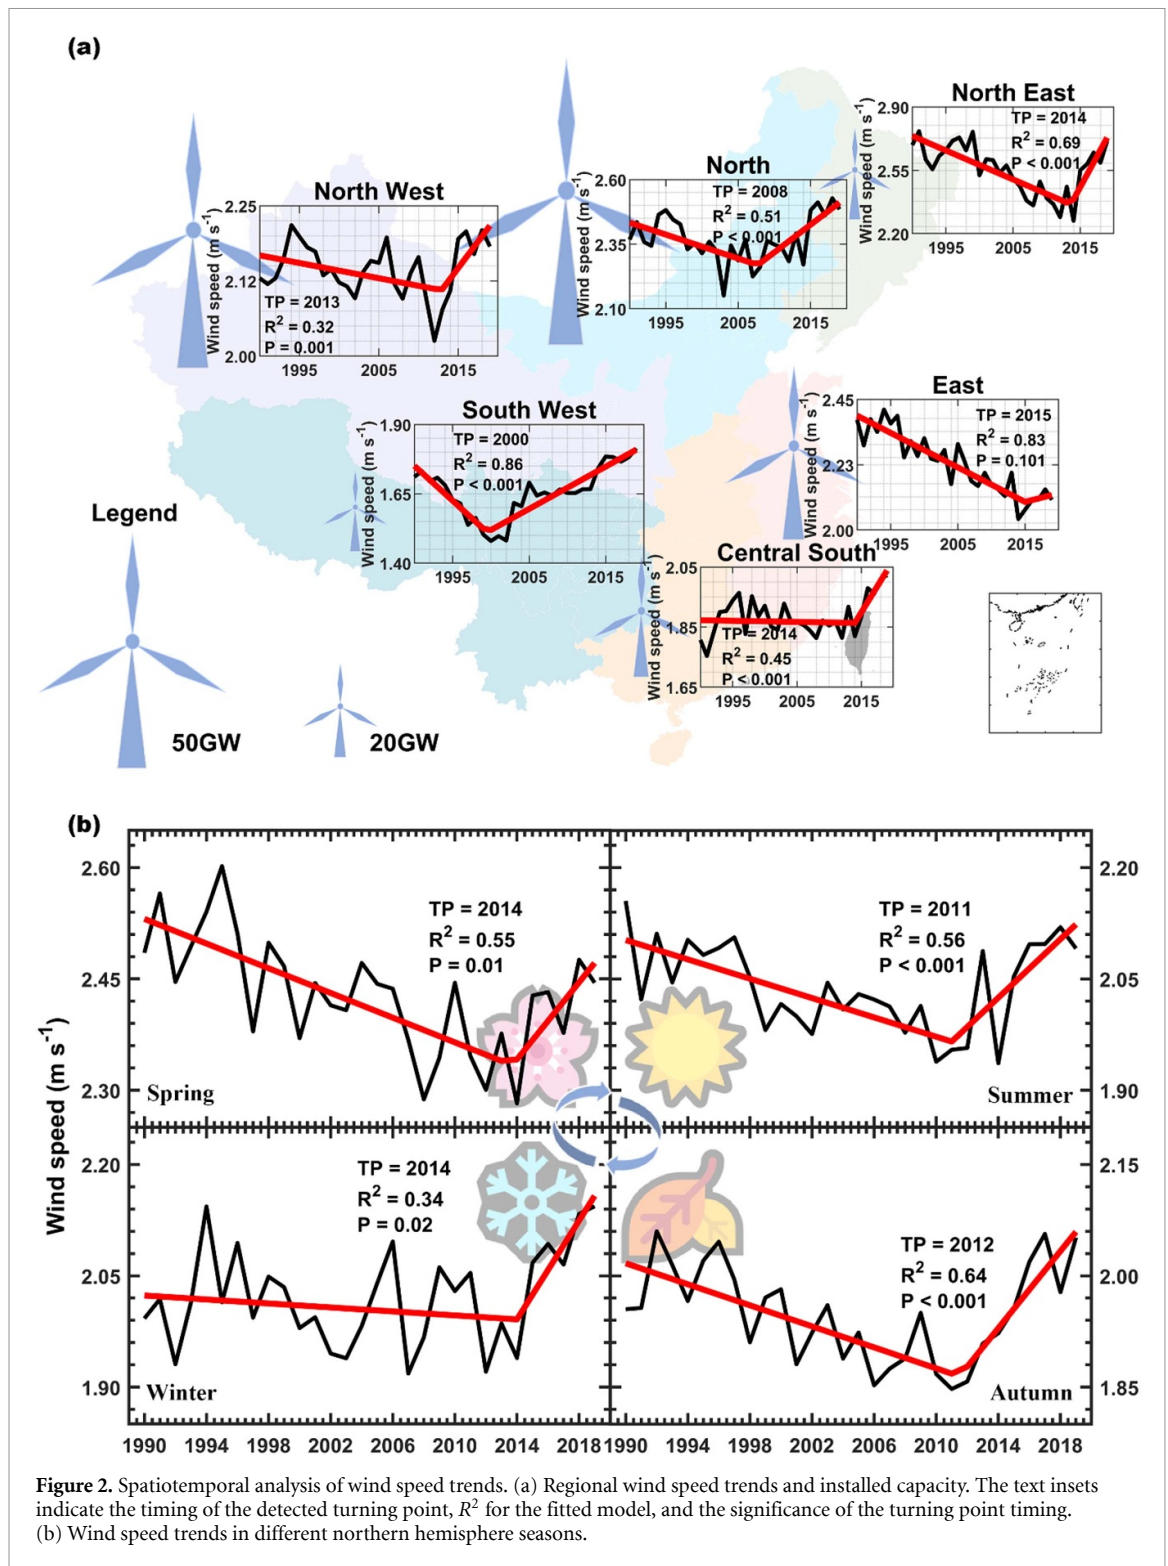 (a)
North East
Wind speed (m s⁻¹)
2.90
2.55
2.20
TP = 2014
R² = 0.69
P < 0.001
1995 2005 2015
North
Wind speed (m s⁻¹)
2.60
2.35
2.10
TP = 2008
R² = 0.51
P < 0.001
1995 2005 2015
North West
Wind speed (m s⁻¹)
2.25
2.12
2.00
TP = 2013
R² = 0.32
P = 0.001
1995 2005 2015
East
Wind speed (m s⁻¹)
2.45
2.23
2.00
TP = 2015
R² = 0.83
P = 0.101
1995 2005 2015
South West
Wind speed (m s⁻¹)
1.90
1.65
1.40
TP = 2000
R² = 0.86
P < 0.001
1995 2005 2015
Central South
Wind speed (m s⁻¹)
2.05
1.85
1.65
TP = 2014
R² = 0.45
P < 0.001
1995 2005 2015
Legend
50GW
20GW
(b)
Wind speed (m s⁻¹)
2.60
2.45
2.30
TP = 2014
R² = 0.55
P = 0.01
Spring
2.20
2.05
1.90
TP = 2011
R² = 0.56
P < 0.001
Summer
2.20
2.05
1.90
TP = 2014
R² = 0.34
P = 0.02
Winter
2.15
2.00
1.85
TP = 2012
R² = 0.64
P < 0.001
Autumn
1990 1994 1998 2002 2006 2010 2014 2018 1990 1994 1998 2002 2006 2010 2014 2018
Figure 2. Spatiotemporal analysis of wind speed trends. (a) Regional wind speed trends and installed capacity. The text insets
indicate the timing of the detected turning point, R² for the fitted model, and the significance of the turning point timing.
(b) Wind speed trends in different northern hemisphere seasons.